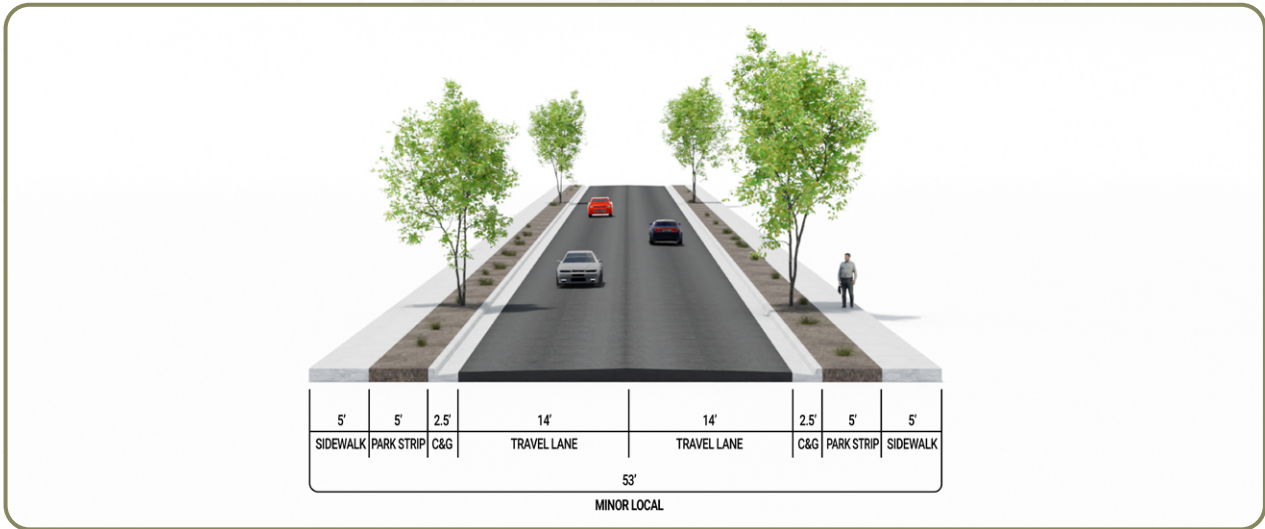 5' 5' 2.5' 14' 14' 2.5' 5' 5'
SIDEWALK PARK STRIP C&G TRAVEL LANE TRAVEL LANE C&G PARK STRIP SIDEWALK
53'
MINOR LOCAL